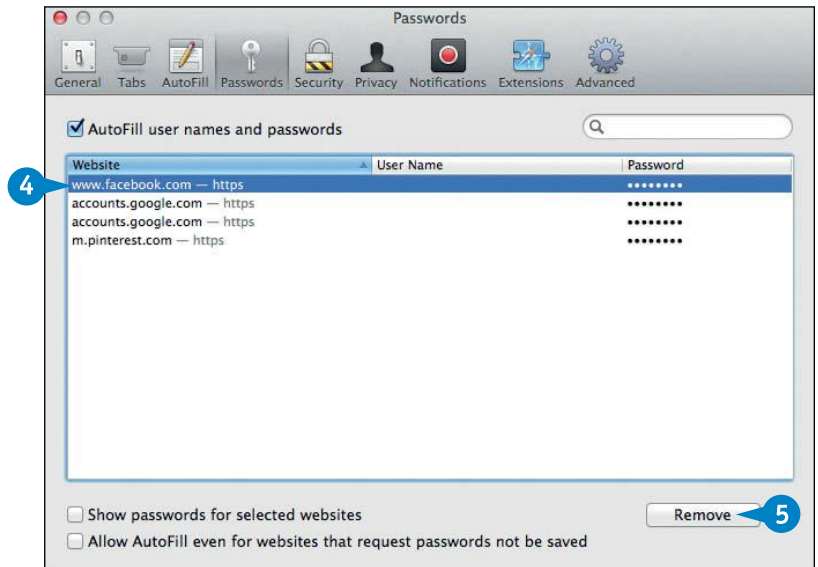 Passwords
General Tabs AutoFill Passwords Security Privacy Notifications Extensions Advanced
AutoFill user names and passwords
Website User Name Password
4 www.facebook.com — https ••••••••
accounts.google.com — https ••••••••
accounts.google.com — https ••••••••
m.pinterest.com — https ••••••••
Show passwords for selected websites Remove 5
Allow AutoFill even for websites that request passwords not be saved